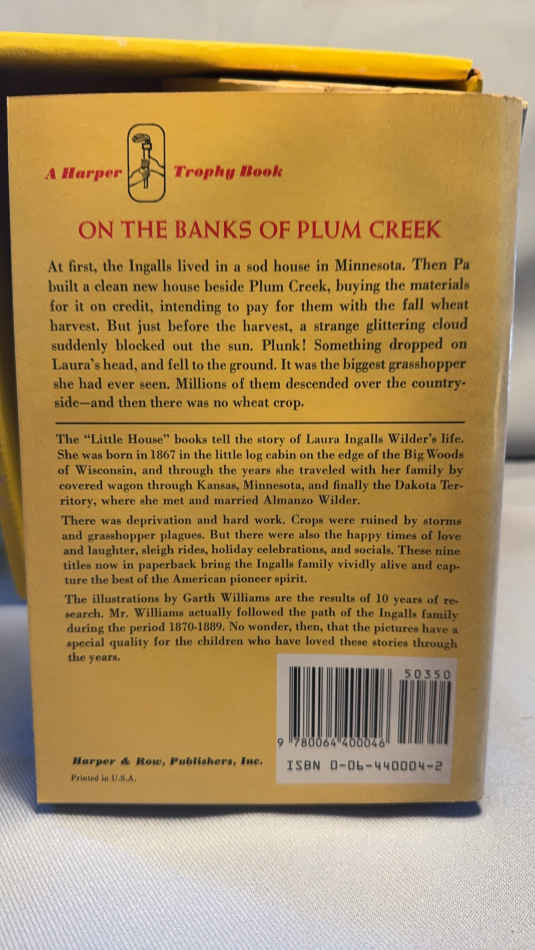 A Harper Trophy Book
ON THE BANKS OF PLUM CREEK
At first, the Ingalls lived in a sod house in Minnesota. Then Pa
built a clean new house beside Plum Creek, buying the materials
for it on credit, intending to pay for them with the fall wheat
harvest. But just before the harvest, a strange glittering cloud
suddenly blocked out the sun. Plunk! Something dropped on
Laura's head, and fell to the ground. It was the biggest grasshopper
she had ever seen. Millions of them descended over the country-
side—and then there was no wheat crop.
The "Little House" books tell the story of Laura Ingalls Wilder's life.
She was born in 1867 in the little log cabin on the edge of the Big Woods
of Wisconsin, and through the years she traveled with her family by
covered wagon through Kansas, Minnesota, and finally the Dakota Ter-
ritory, where she met and married Almanzo Wilder.
There was deprivation and hard work. Crops were ruined by storms
and grasshopper plagues. But there were also the happy times of love
and laughter, sleigh rides, holiday celebrations, and socials. These nine
titles now in paperback bring the Ingalls family vividly alive and cap-
ture the best of the American pioneer spirit.
The illustrations by Garth Williams are the results of 10 years of re-
search. Mr. Williams actually followed the path of the Ingalls family
during the period 1870-1889. No wonder, then, that the pictures have a
special quality for the children who have loved these stories through
the years.
50350
9 780064 400046
ISBN 0-06-440004-2
Harper & Row, Publishers, Inc.
Printed in U.S.A.